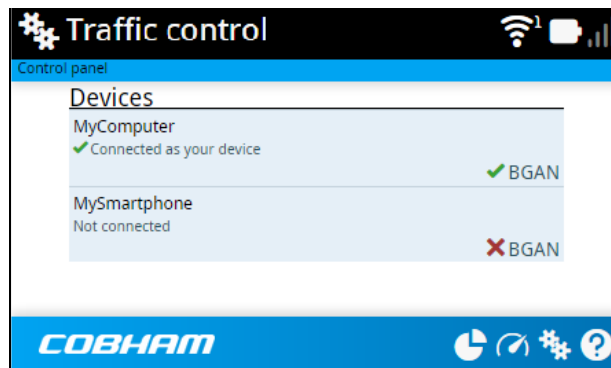 Traffic control
1
Control panel
Devices
MyComputer
Connected as your device
BGAN
MySmartphone
Not connected
BGAN
COBHAM
?